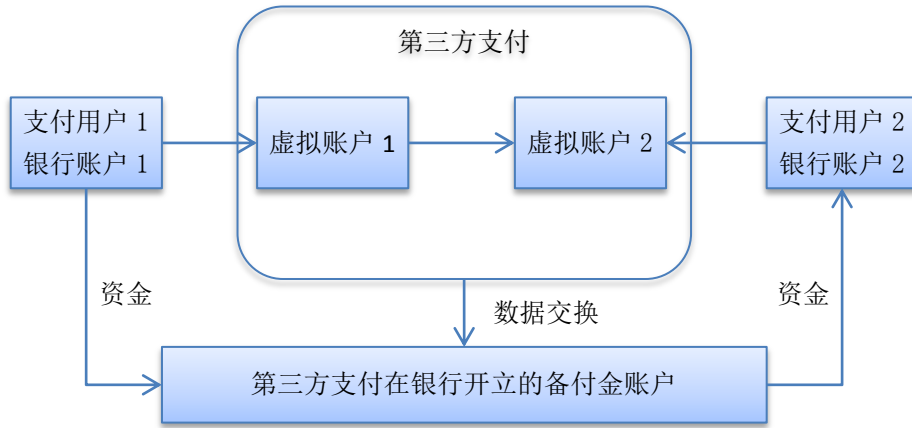 第三方支付
支付用户 1
银行账户 1
虚拟账户 1
虚拟账户 2
支付用户 2
银行账户 2
资金
数据交换
资金
第三方支付在银行开立的备付金账户